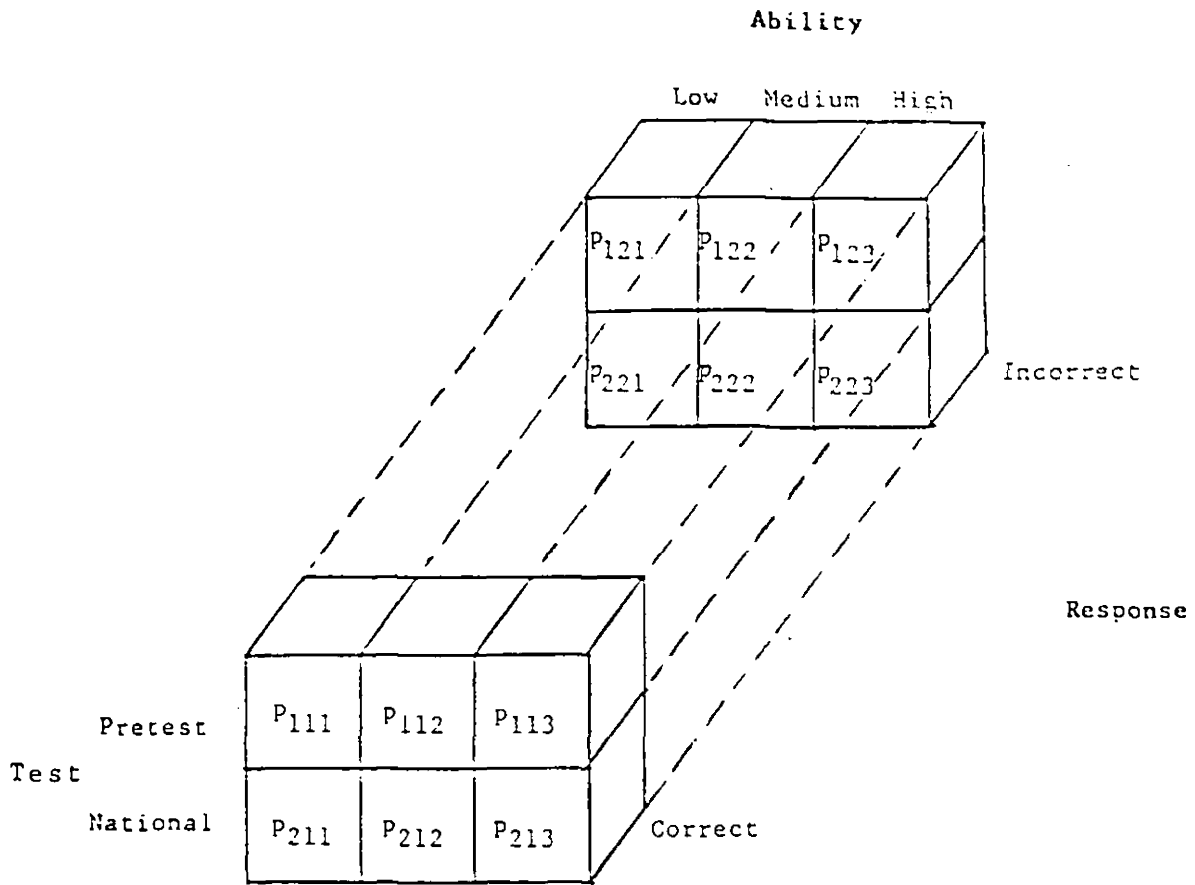 Ability
Low Medium High
P121 P122 P123
P221 P222 P223
Incorrect
Response
Pretest P111 P112 P113
Test
National P211 P212 P213
Correct